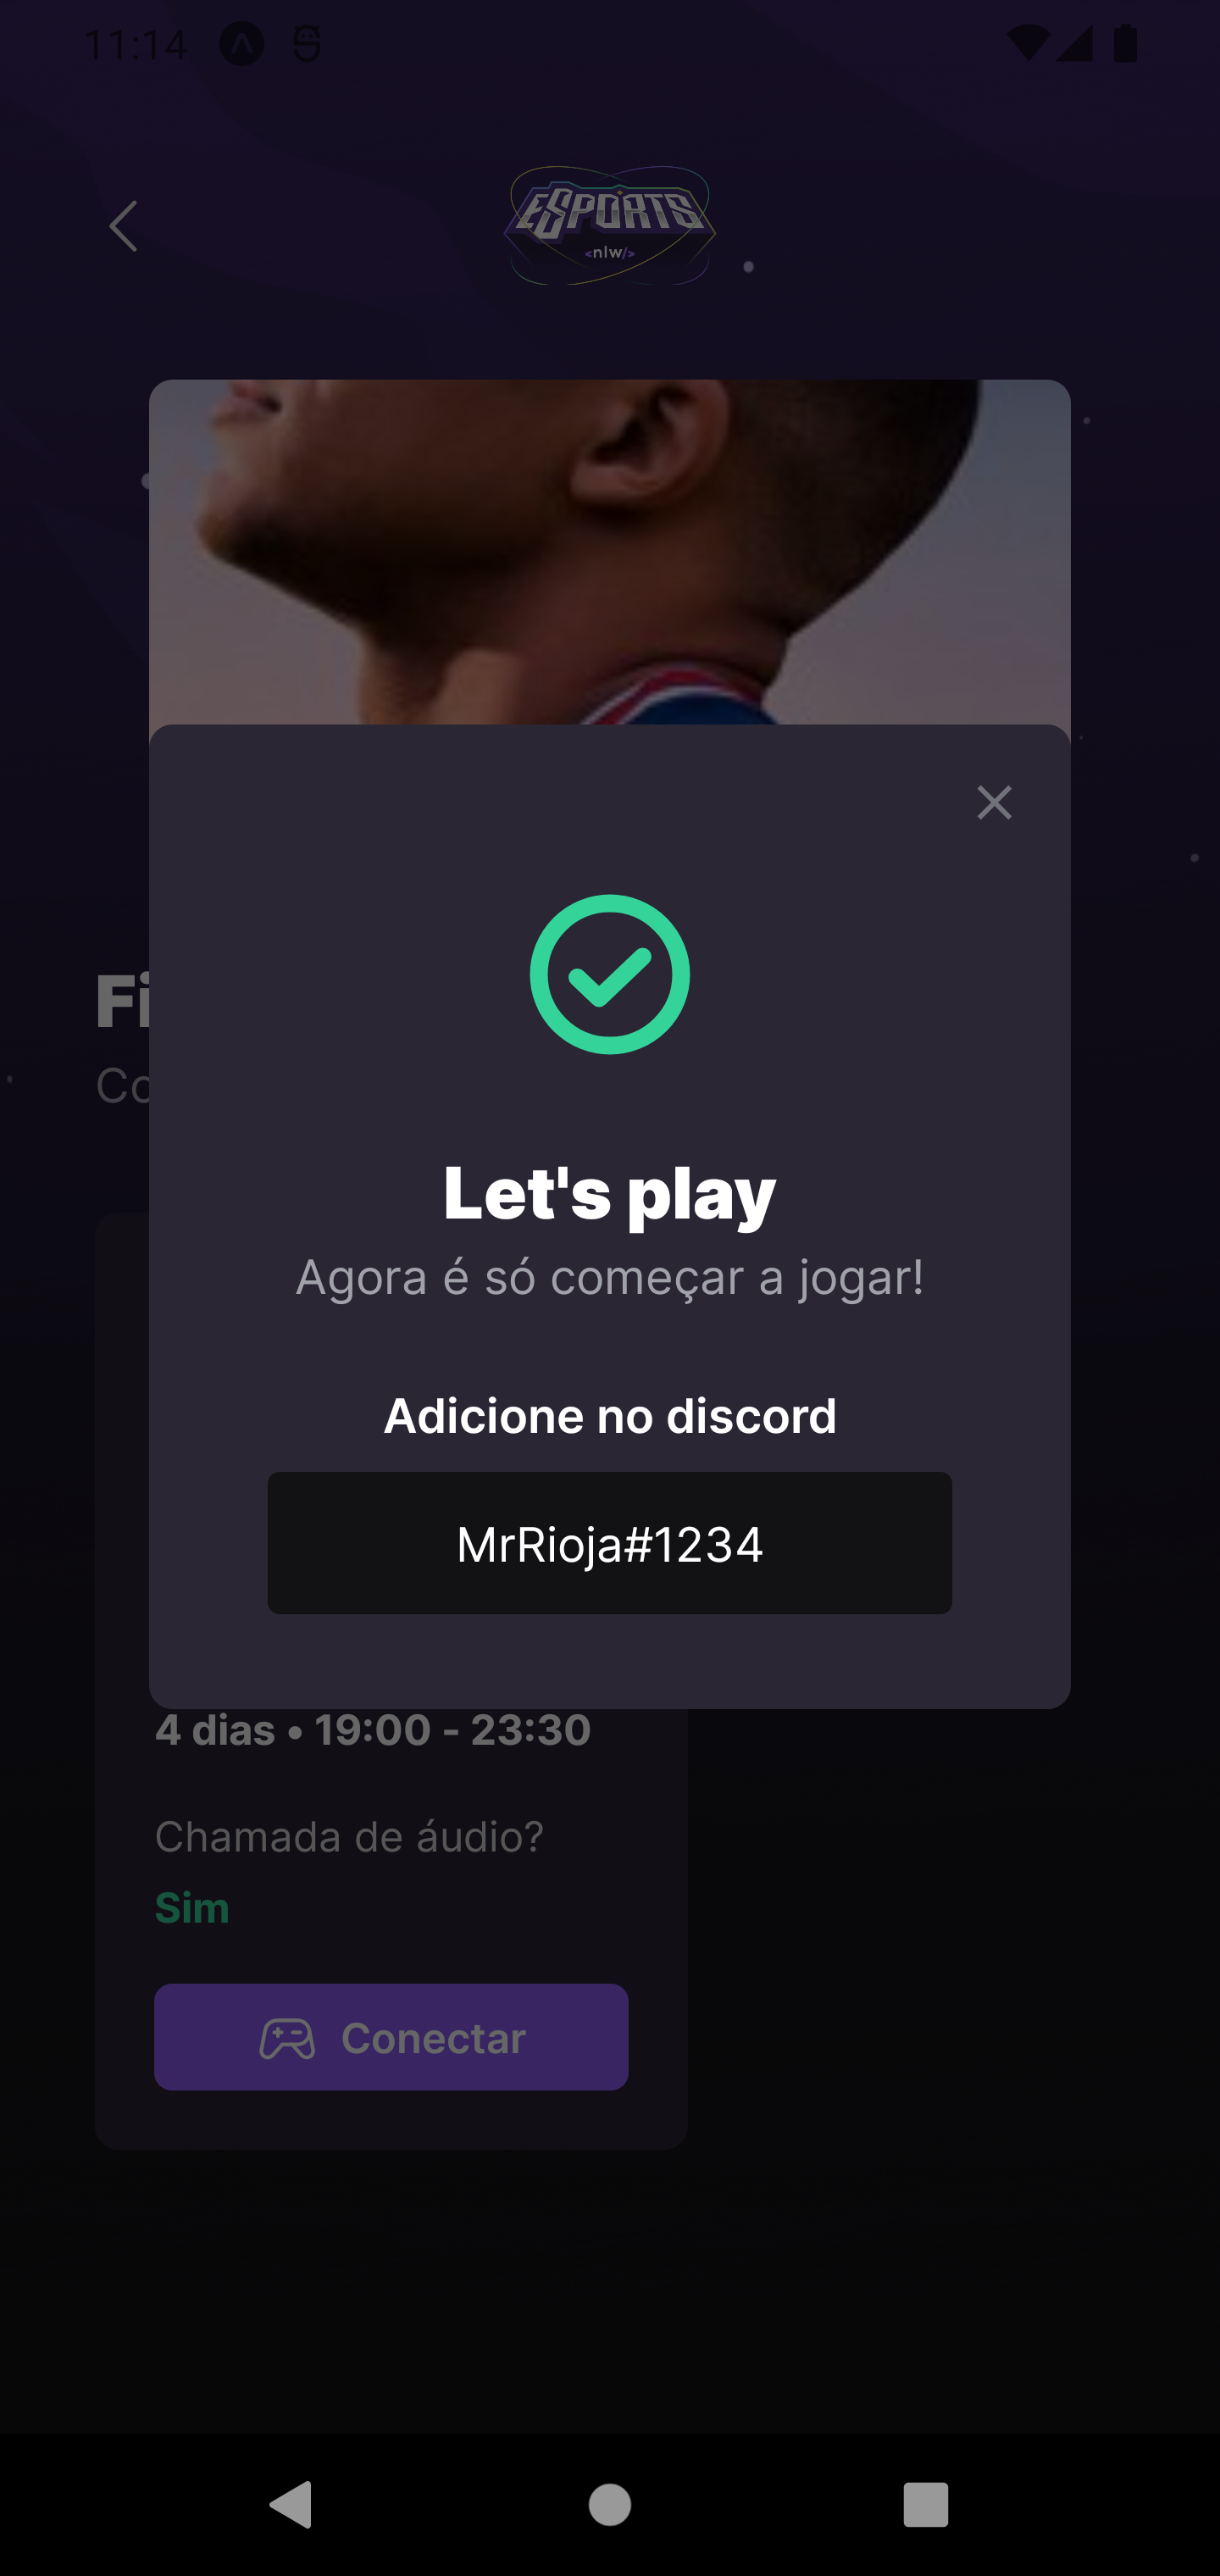 11:14
ESPORTS
<nlw/>
Fi
Co
Let's play
Agora é só começar a jogar!
Adicione no discord
MrRioja#1234
4 dias • 19:00 - 23:30
Chamada de áudio?
Sim
Conectar